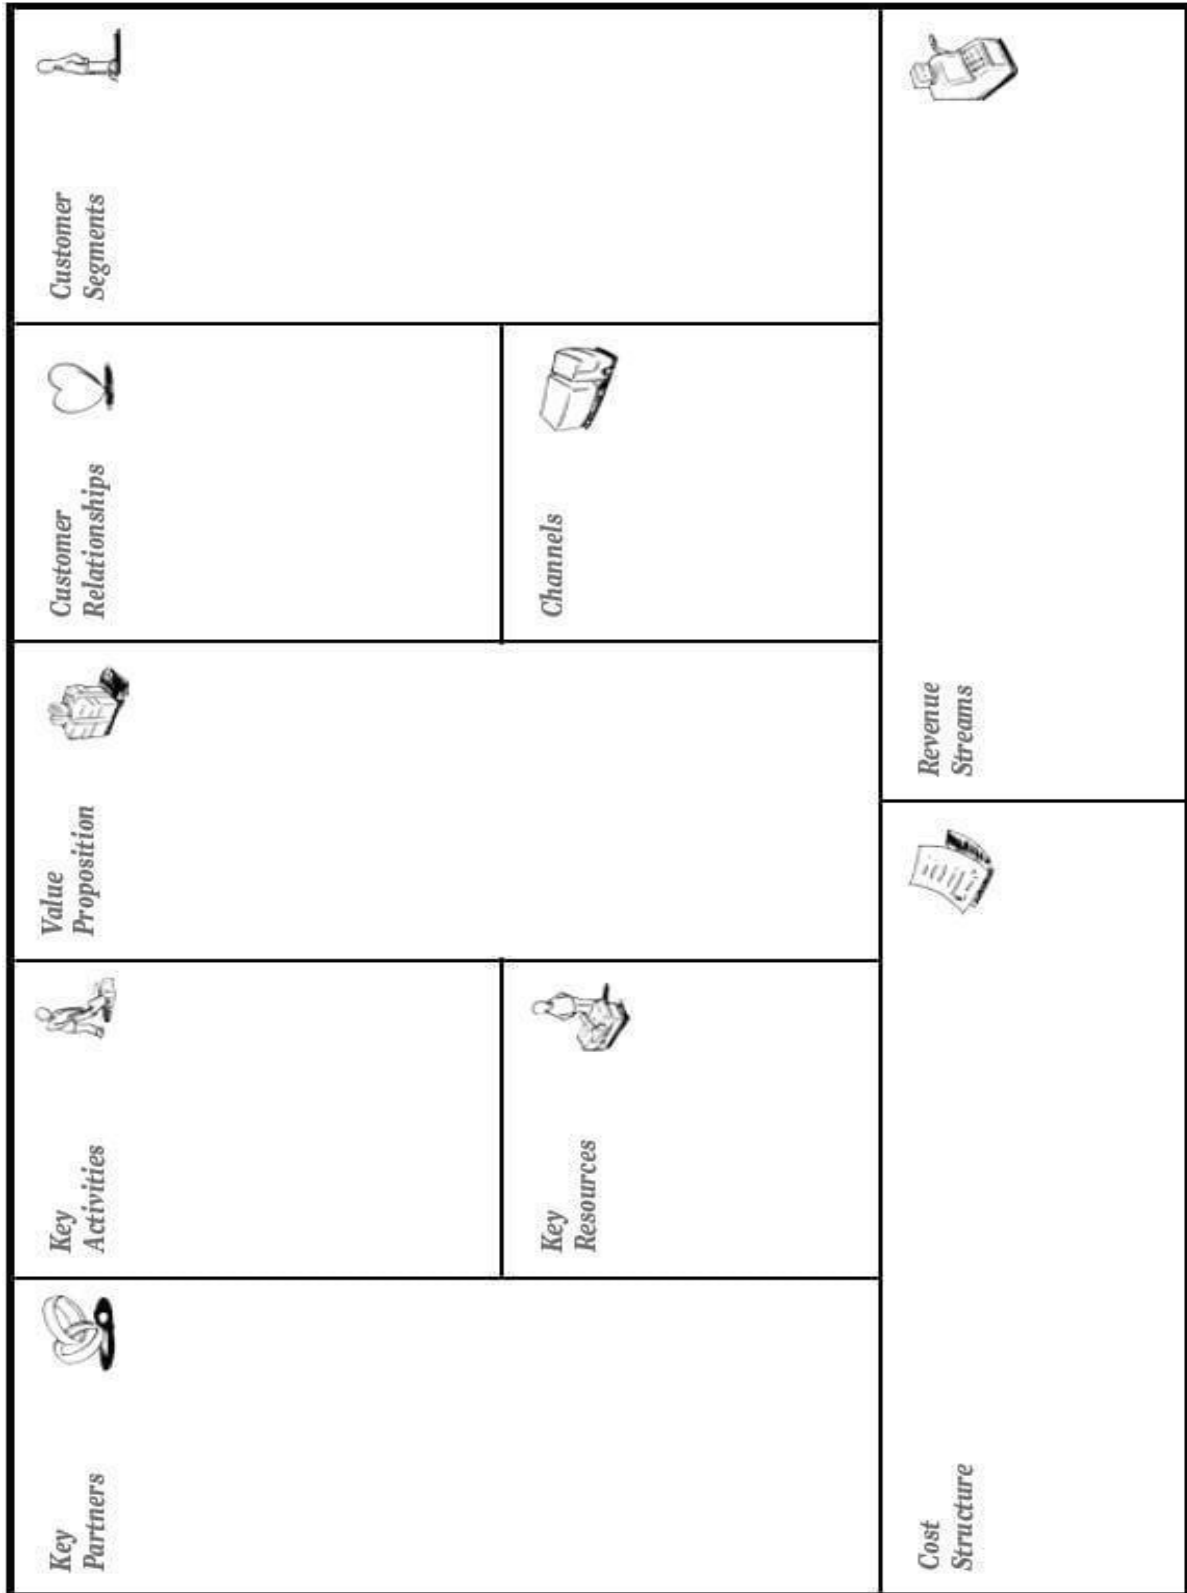 Key
Partners
Key
Activities
Key
Resources
Value
Proposition
Customer
Relationships
Channels
Customer
Segments
Cost
Structure
Revenue
Streams